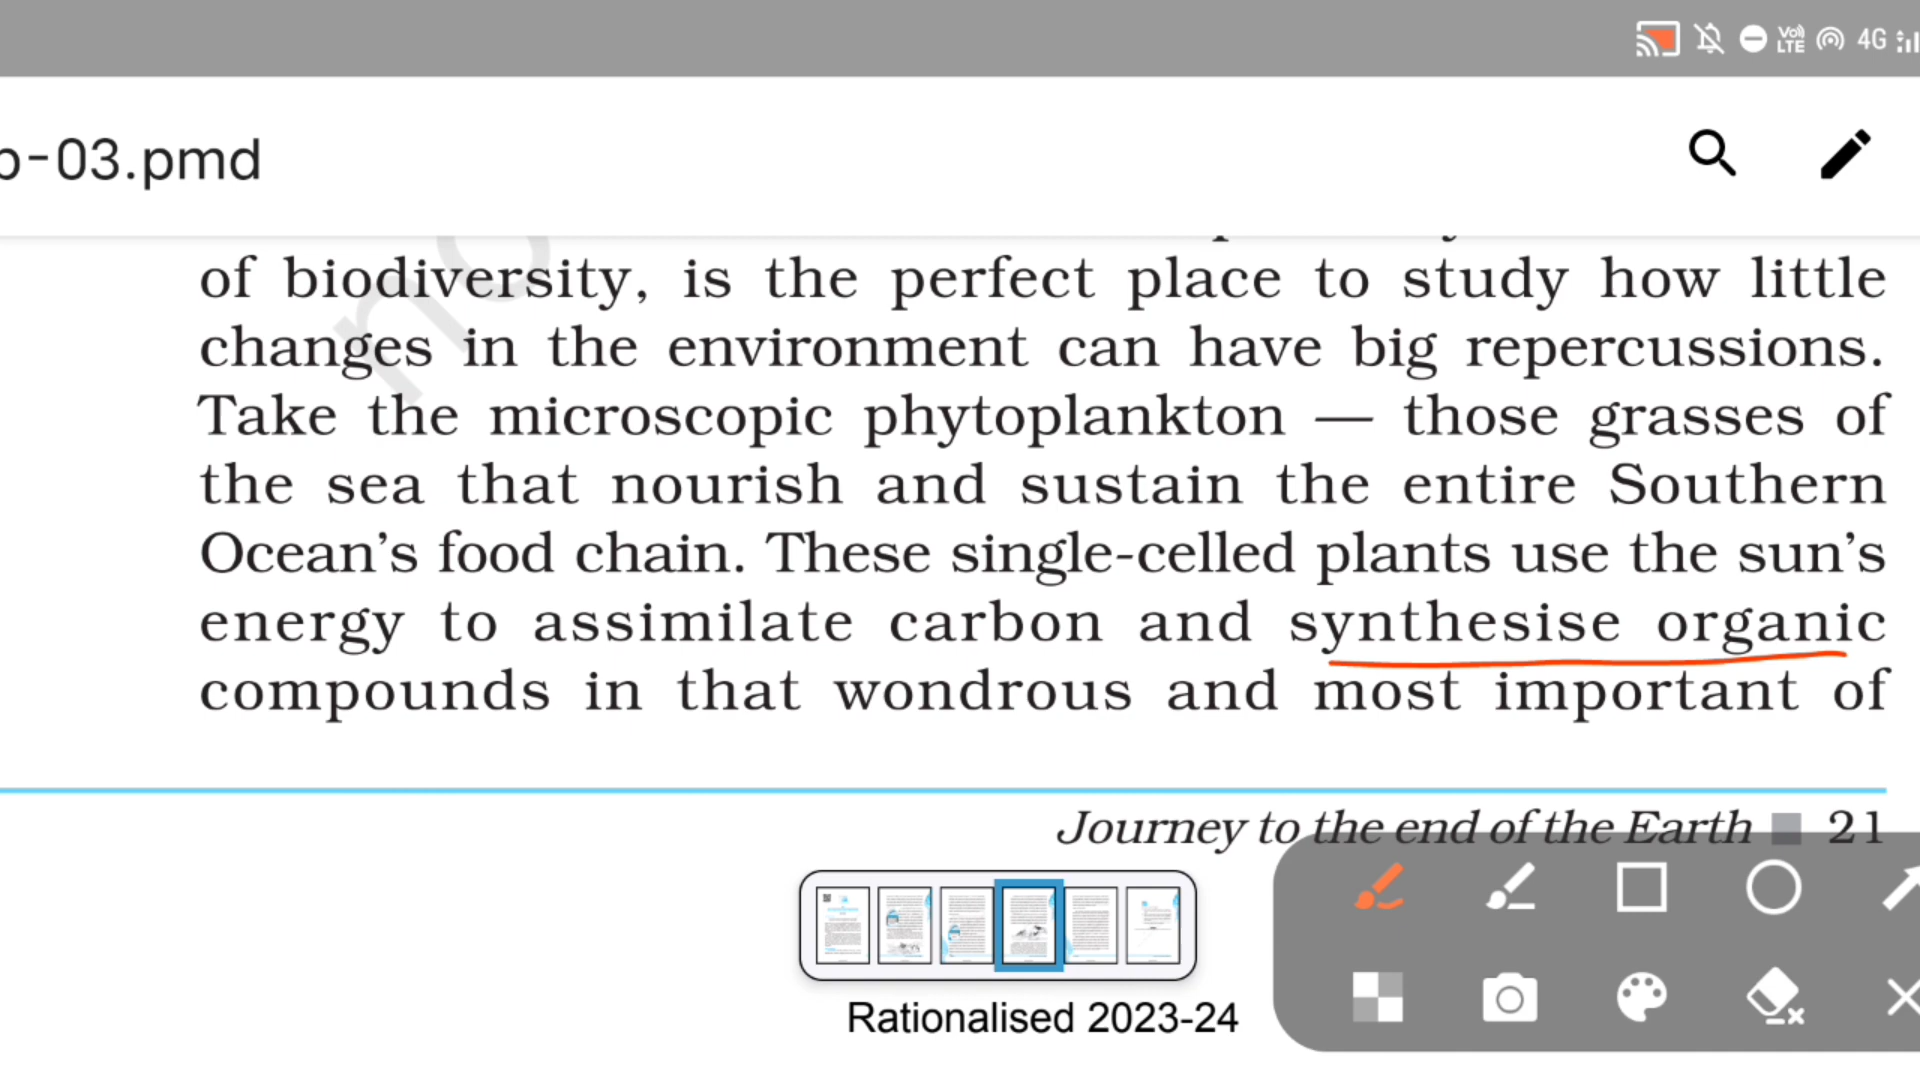 VoLTE 4G
p-03.pmd
of biodiversity, is the perfect place to study how little
changes in the environment can have big repercussions.
Take the microscopic phytoplankton — those grasses of
the sea that nourish and sustain the entire Southern
Ocean’s food chain. These single-celled plants use the sun’s
energy to assimilate carbon and synthesise organic
compounds in that wondrous and most important of
Journey to the end of the Earth 21
Rationalised 2023-24